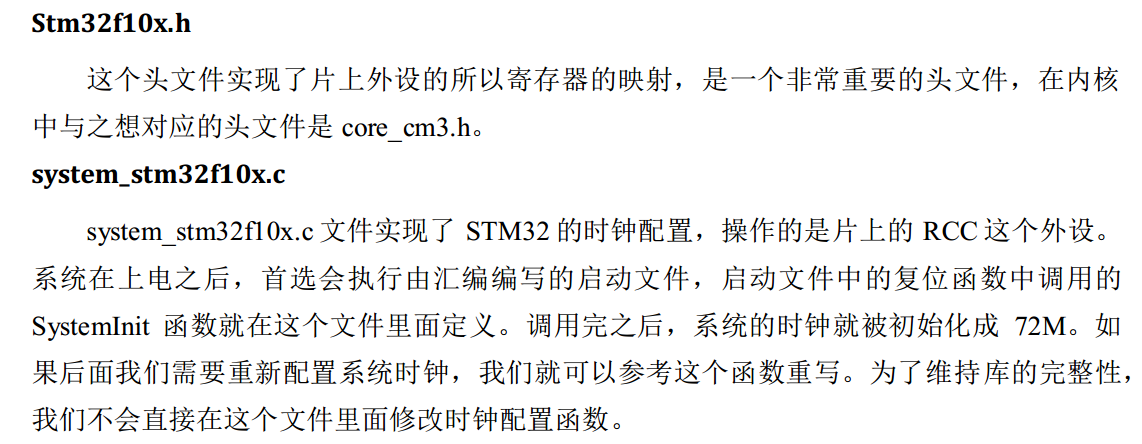 Stm32f10x.h
这个头文件实现了片上外设的所以寄存器的映射，是一个非常重要的头文件，在内核
中与之想对应的头文件是 core_cm3.h。
system_stm32f10x.c
system_stm32f10x.c 文件实现了 STM32 的时钟配置，操作的是片上的 RCC 这个外设。
系统在上电之后，首选会执行由汇编编写的启动文件，启动文件中的复位函数中调用的
SystemInit 函数就在这个文件里面定义。调用完之后，系统的时钟就被初始化成 72M。如
果后面我们需要重新配置系统时钟，我们就可以参考这个函数重写。为了维持库的完整性，
我们不会直接在这个文件里面修改时钟配置函数。